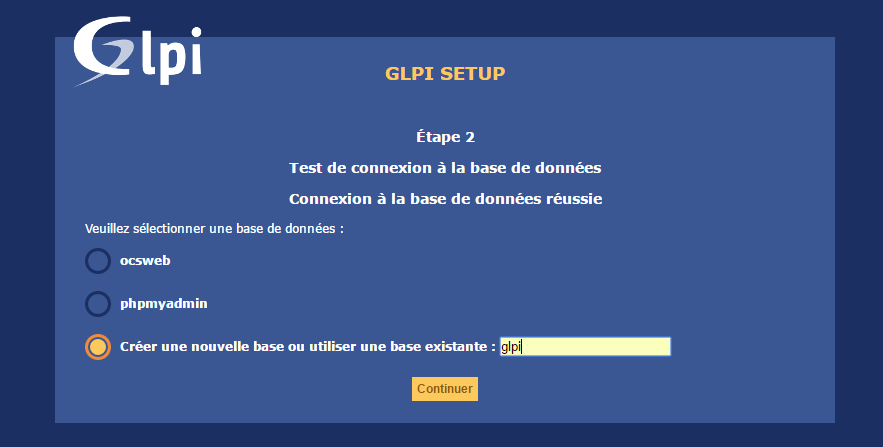 Glpi
GLPI SETUP
Étape 2
Test de connexion à la base de données
Connexion à la base de données réussie
Veuillez sélectionner une base de données :
ocsweb
phpmyadmin
Créer une nouvelle base ou utiliser une base existante : glpi
Continuer